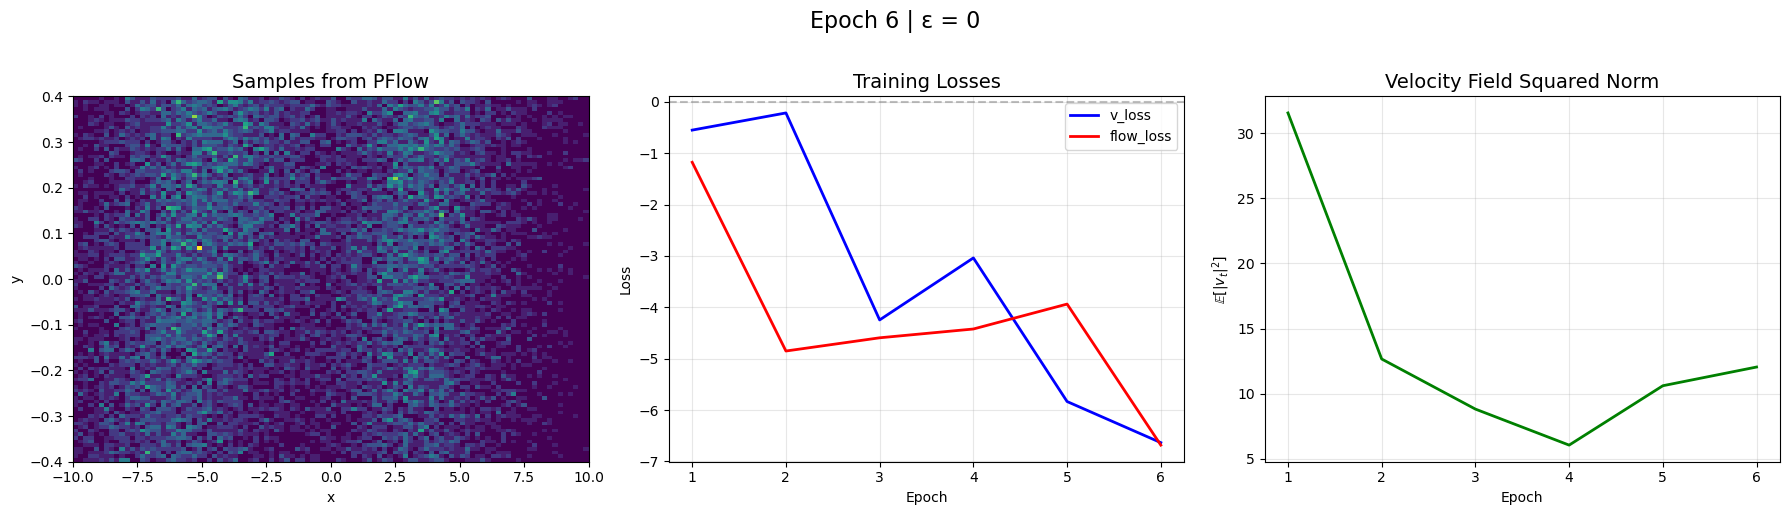 Epoch 6 | ε = 0
Samples from PFlow
0.4
0.3
0.2
0.1
0.0
−0.1
−0.2
−0.3
−0.4
y
−10.0 −7.5 −5.0 −2.5 0.0 2.5 5.0 7.5 10.0
x
Training Losses
v_loss
flow_loss
0
−1
−2
−3
−4
−5
−6
−7
Loss
1 2 3 4 5 6
Epoch
Velocity Field Squared Norm
30
25
20
15
10
5
𝔼[|v_t|²]
1 2 3 4 5 6
Epoch